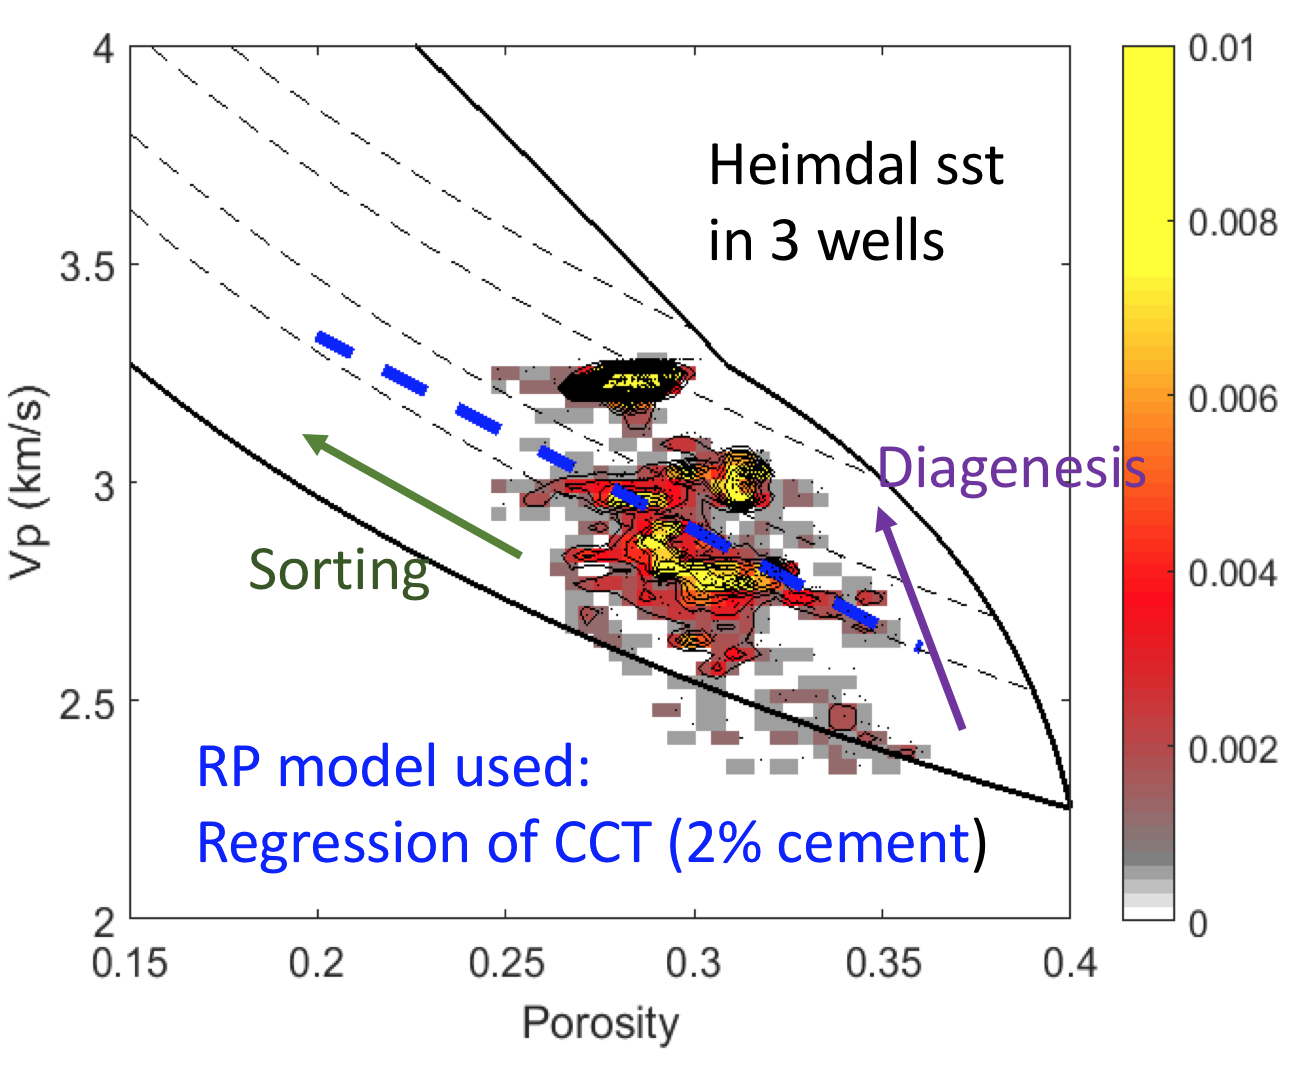 4
3.5
3
2.5
2
Vp (km/s)
0.15
0.2
0.25
0.3
0.35
0.4
Porosity
Heimdal sst
in 3 wells
Diagenesis
Sorting
RP model used:
Regression of CCT (2% cement)
0.01
0.008
0.006
0.004
0.002
0